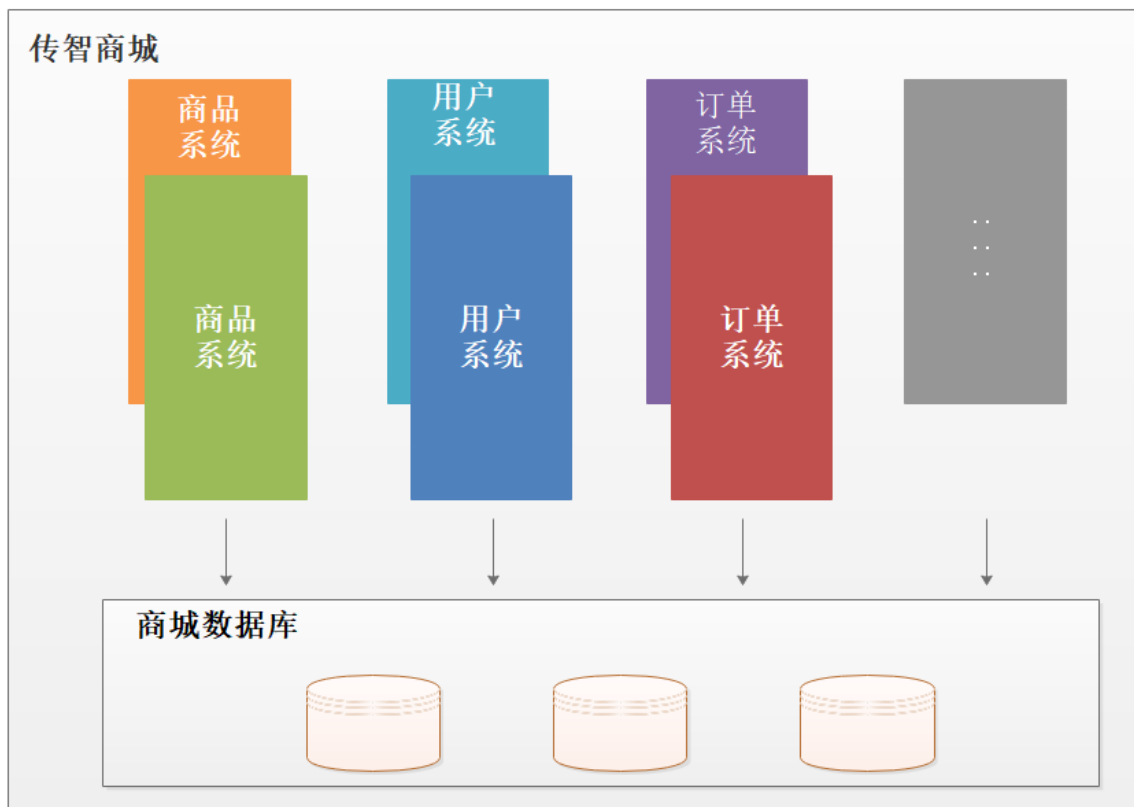 传智商城
商品
系统
用户
系统
订单
系统
商品
系统
用户
系统
订单
系统
. .
. .
. .
商城数据库